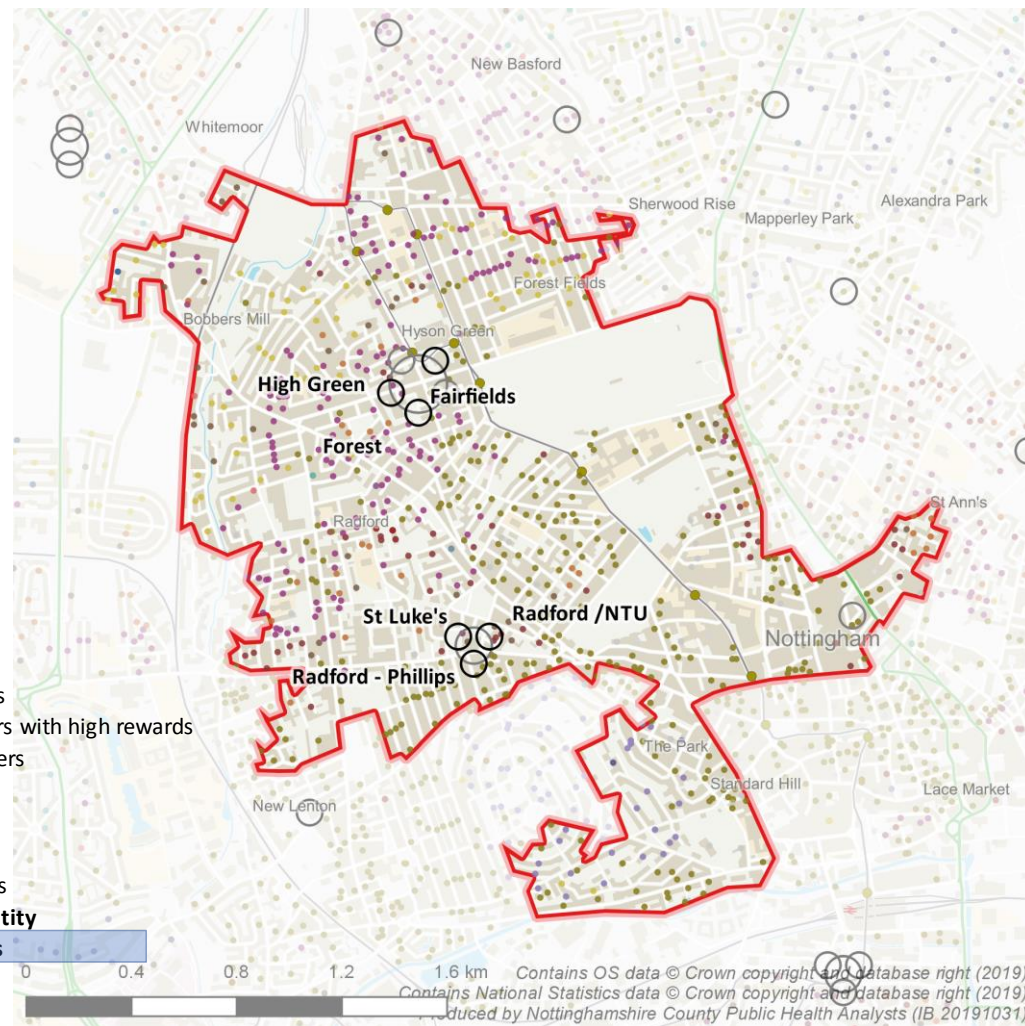 New Basford
Whitemoor
Sherwood Rise
Alexandra Park
Mapperley Park
Forest Fields
Bobbers Mill
Hyson Green
High Green
Fairfields
Forest
St Ann's
Radford
St Luke's
Radford /NTU
Nottingham
Radford - Phillips
s
rs with high rewards
ers
The Park
Standard Hill
Lace Market
New Lenton
s
tity
s
0 0.4 0.8 1.2 1.6 km
Contains OS data © Crown copyright and database right (2019)
Contains National Statistics data © Crown copyright and database right (2019)
Produced by Nottinghamshire County Public Health Analysts (IB 20191031)